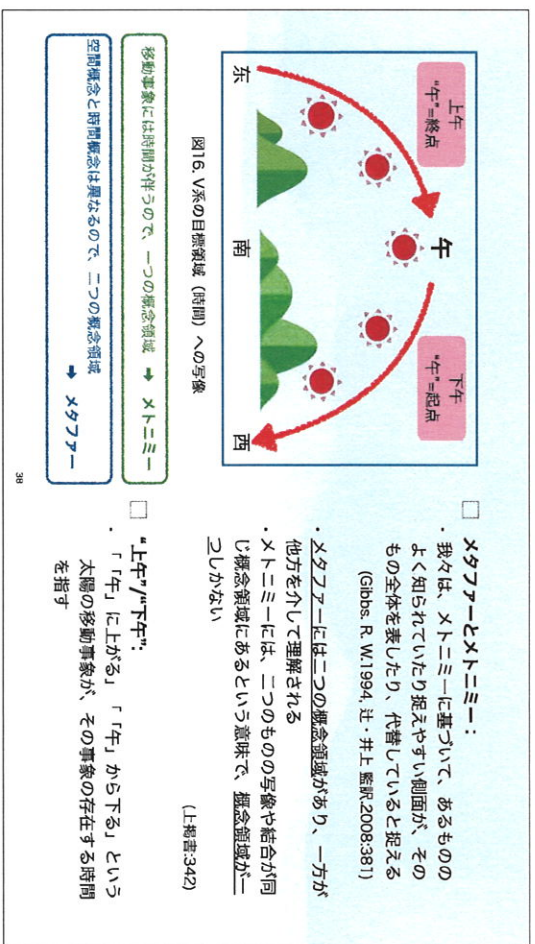 上午
“午”=終点
午
下午
“午”=起点
东
南
西
図16. V系の目標領域（時間）への写像
移動事象には時間が伴うので、一つの概念領域 ➜ メトニミー
空間概念と時間概念は異なるので、二つの概念領域
➜ メタファー
□ メタファーとメトニミー：
・我々は、メトニミーに基づいて、あるものの
よく知られていたり捉えやすい側面が、その
もの全体を表したり、代替していると捉える
(Gibbs. R. W.1994, 辻・井上 監訳2008:381)
・メタファーには二つの概念領域があり、一方が
他方を介して理解される
・メトニミーには、二つのものの写像や結合が同
じ概念領域にあるという意味で、概念領域が一
つしかない
(上掲書:342)
□ “上午”/“下午”:
・「「午」に上がる」「「午」から下る」という
太陽の移動事象が、その事象の存在する時間
を指す
38